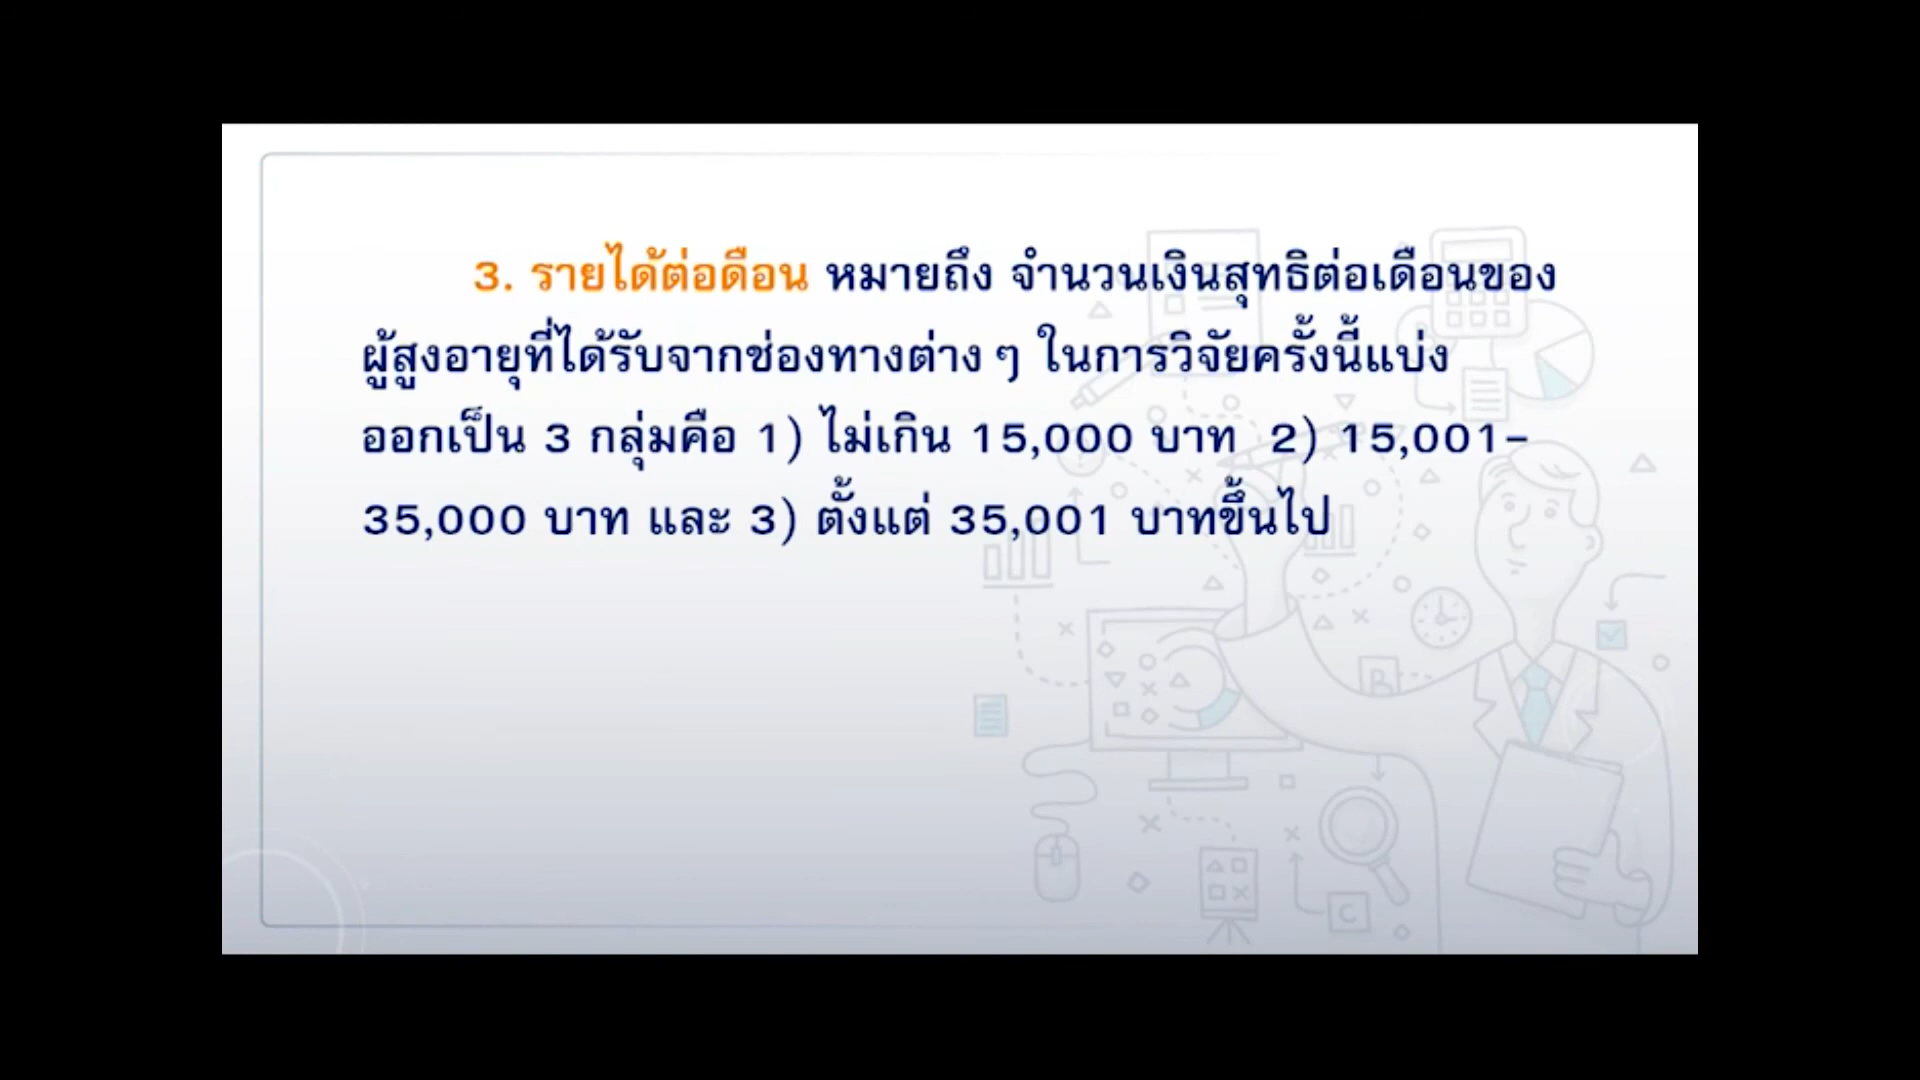 3. รายได้ต่อดือน หมายถึง จำนวนเงินสุทธิต่อเดือนของ
ผู้สูงอายุที่ได้รับจากช่องทางต่าง ๆ ในการวิจัยครั้งนี้แบ่ง
ออกเป็น 3 กลุ่มคือ 1) ไม่เกิน 15,000 บาท 2) 15,001-
35,000 บาท และ 3) ตั้งแต่ 35,001 บาทขึ้นไป
B
C